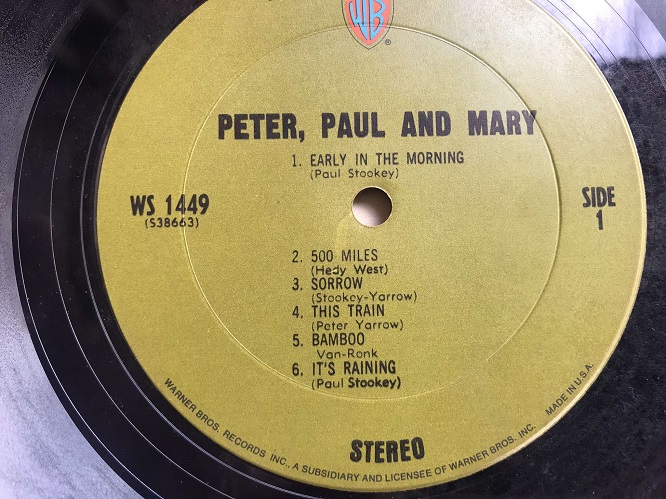 WB
®
PETER, PAUL AND MARY
1. EARLY IN THE MORNING
(Paul Stookey)
WS 1449
(S38663)
SIDE
1
2. 500 MILES
(Hedy West)
3. SORROW
(Stookey-Yarrow)
4. THIS TRAIN
(Peter Yarrow)
5. BAMBOO
Van-Ronk
6. IT'S RAINING
(Paul Stookey)
STEREO
WARNER BROS. RECORDS INC., A SUBSIDIARY AND LICENSEE OF WARNER BROS. INC. MADE IN U.S.A.